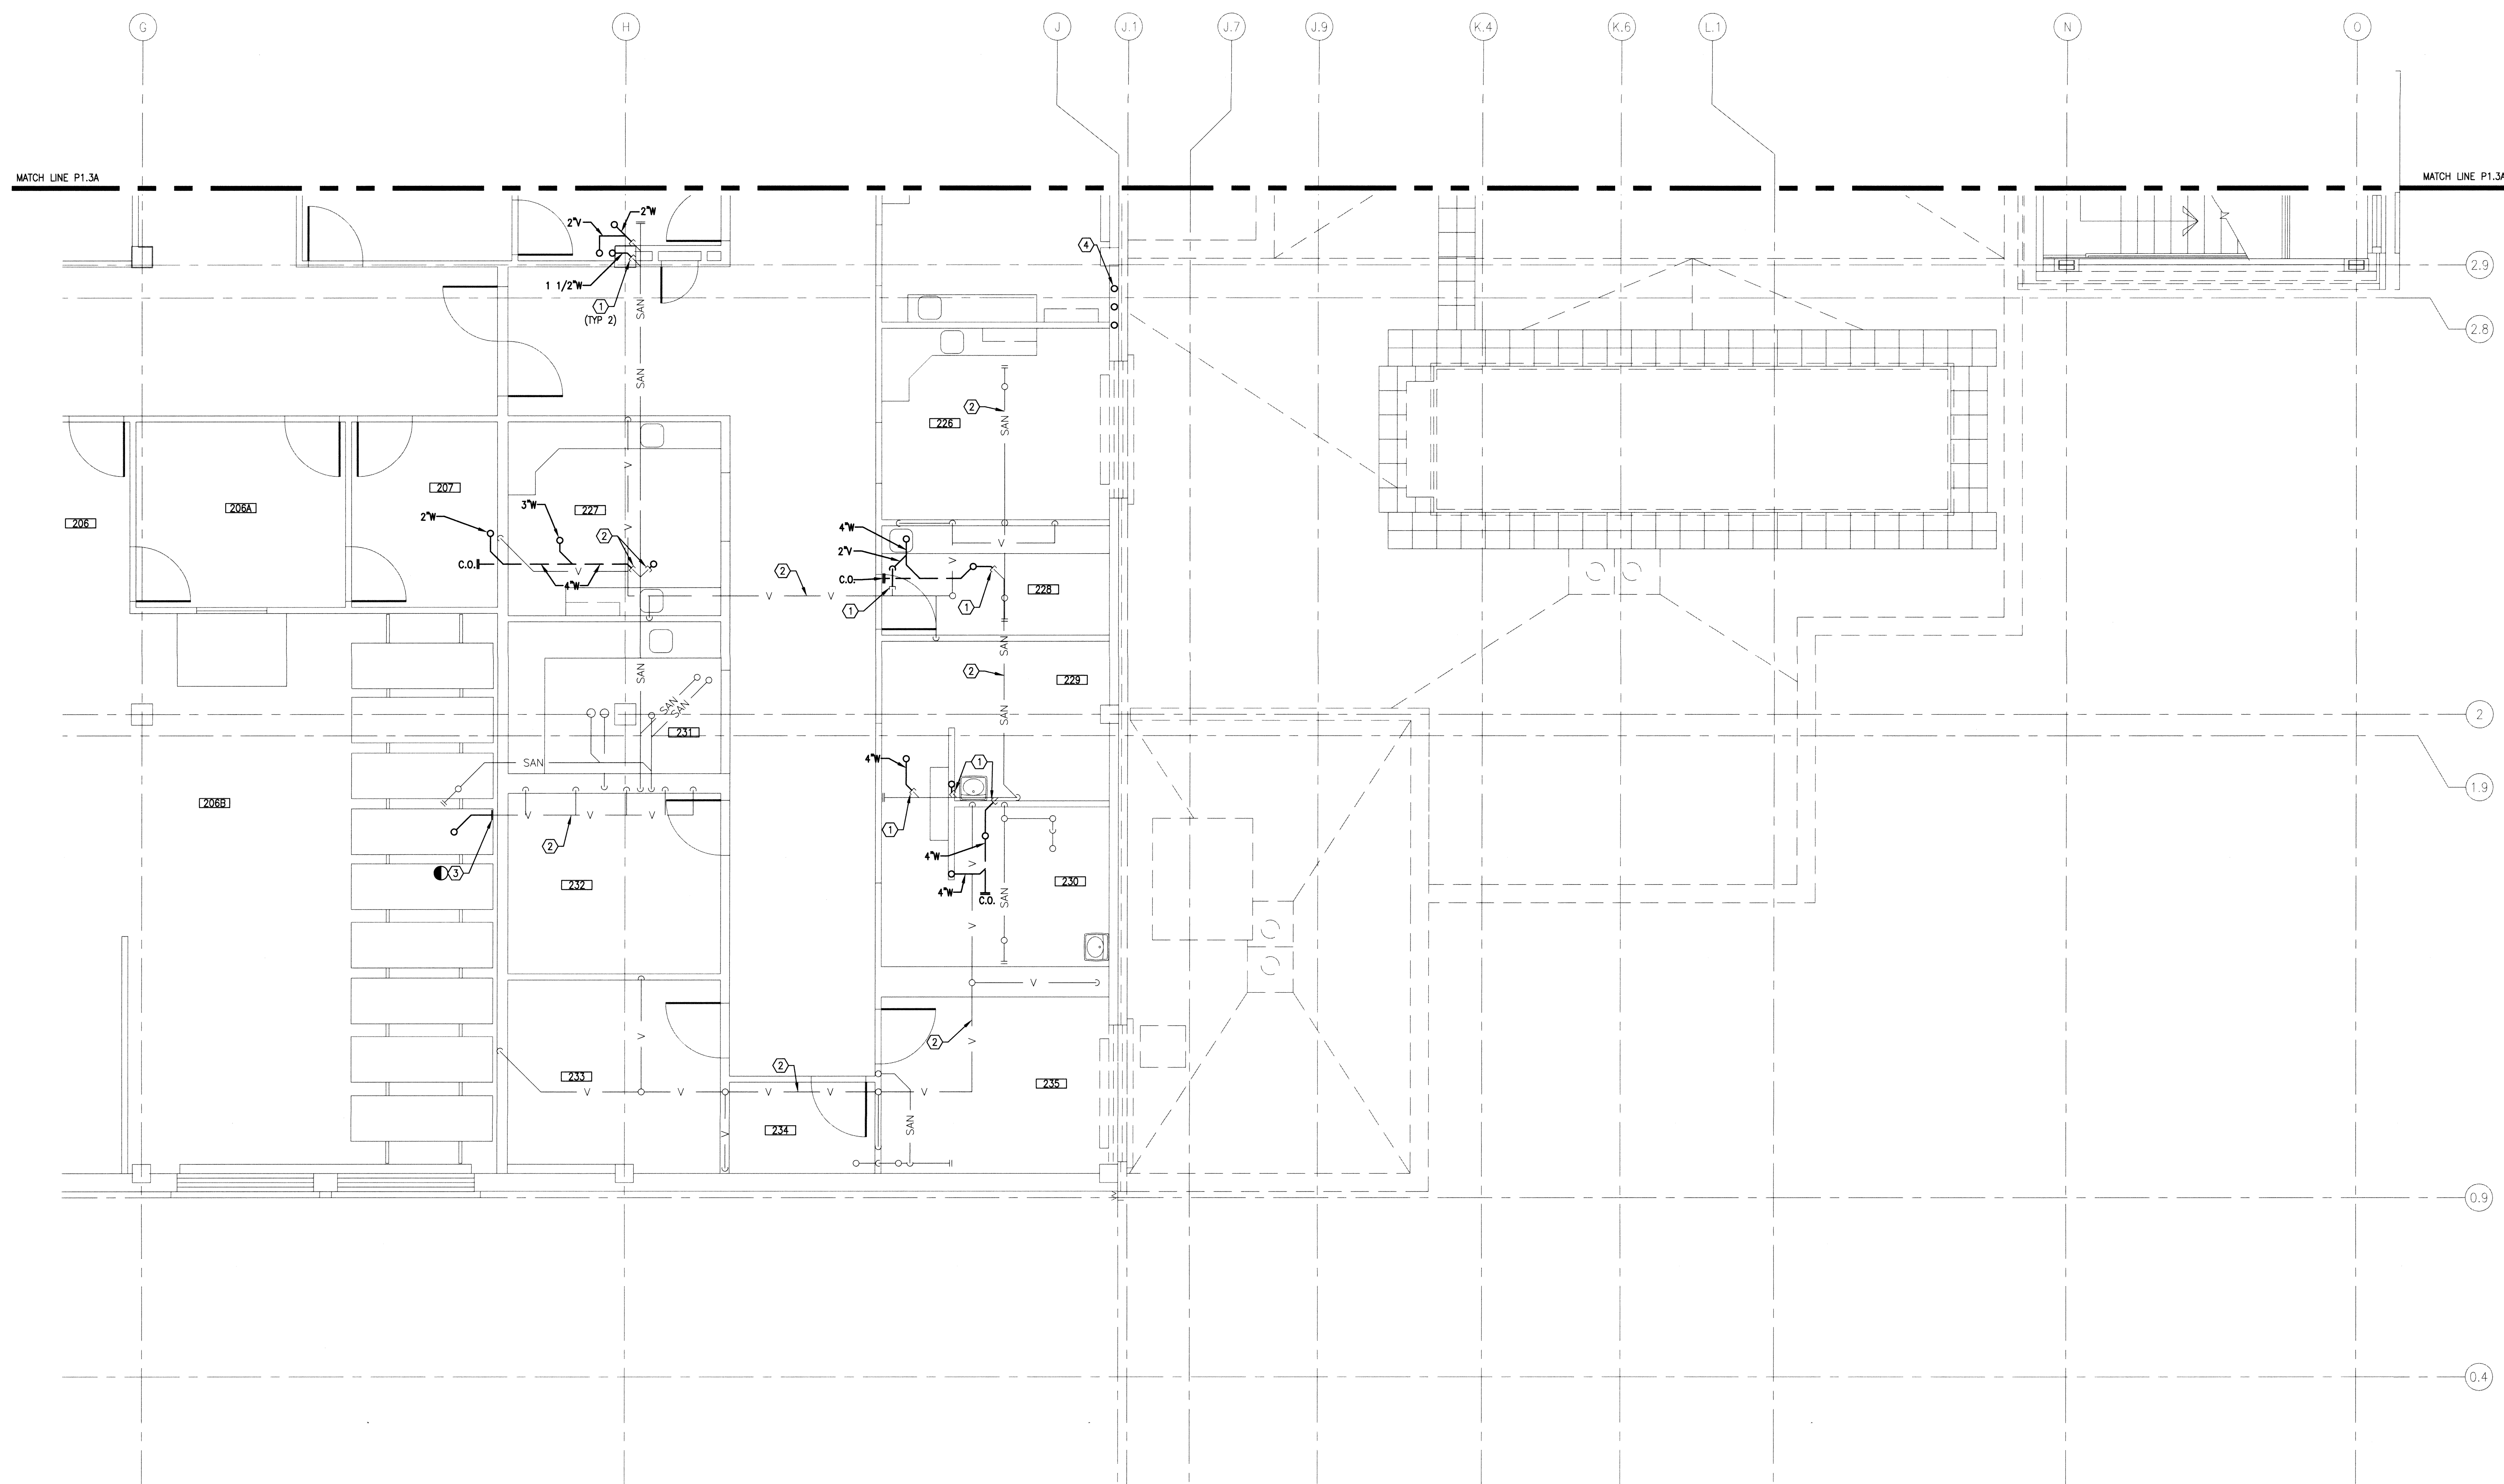 G H J J.1 J.7 J.9 K.4 K.6 L.1 N O
MATCH LINE P1.3A MATCH LINE P1.3A
2"V 2"W
4
2.9
1 1/2"W
1
(TYP 2)
SAN
2.8
SAN
2
226
SAN
V
207
206A
3"W
227
2"W
206
4"W
2
V
2"V
V
C.O.
V
4"W
2
C.O.
V
228
1
1
V V
SAN
SAN
2
229
SAN
SAN
SAN
2
231
1.9
4"W
1
SAN
206B
V V V
1
2
4"W
V
3
232
4"W
230
C.O.
SAN
V
V
2
V
V
233
2
235
V V V V V
SAN
V
234
0.9
0.4